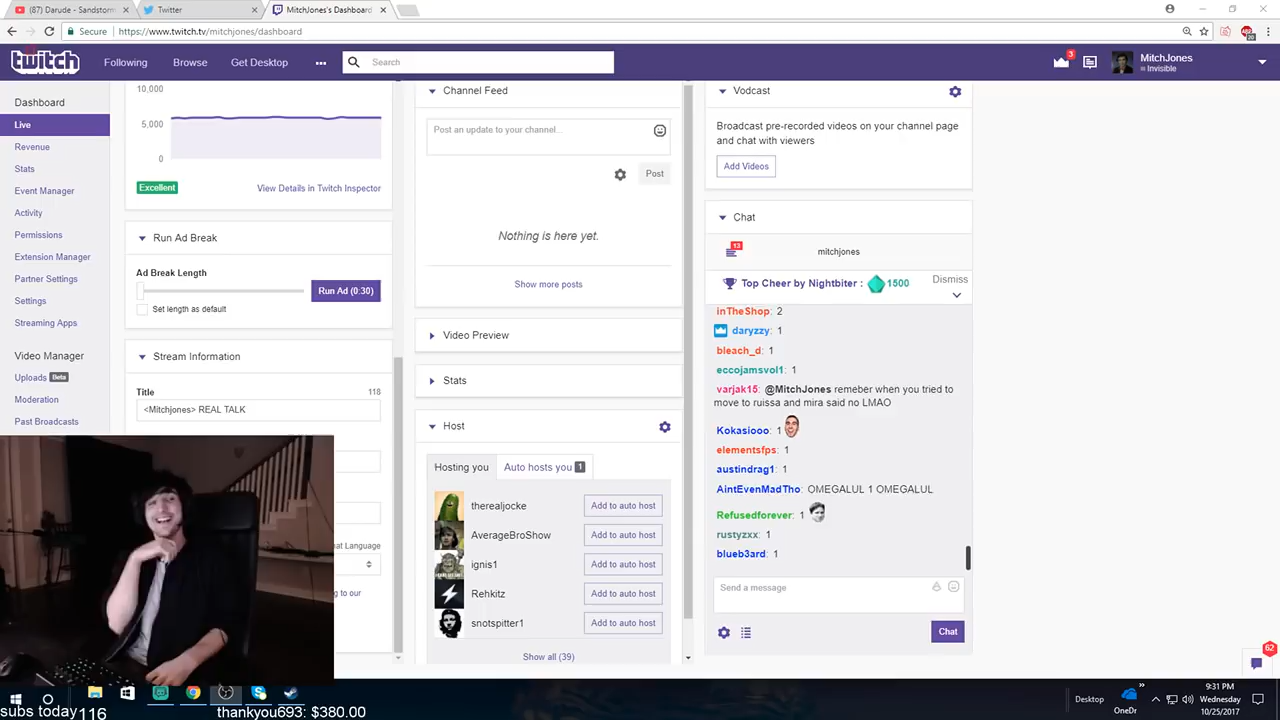 (87) Darude - Sandstorm
Twitter
MitchJones's Dashboard
Secure
https://www.twitch.tv/mitchjones/dashboard
twitch
Following
Browse
Get Desktop
Search
3
MitchJones
Invisible
Dashboard
Live
Revenue
Stats
Event Manager
Activity
Permissions
Extension Manager
Partner Settings
Settings
Streaming Apps
Video Manager
Uploads Beta
Moderation
Past Broadcasts
10,000
5,000
0
Excellent
View Details in Twitch Inspector
Run Ad Break
Ad Break Length
Run Ad (0:30)
Set length as default
Stream Information
Title
118
<Mitchjones> REAL TALK
hat Language
g to our
Channel Feed
Post an update to your channel...
Post
Nothing is here yet.
Show more posts
Video Preview
Stats
Host
Hosting you
Auto hosts you 1
therealjocke
Add to auto host
AverageBroShow
Add to auto host
ignis1
Add to auto host
Rehkitz
Add to auto host
snotspitter1
Add to auto host
Show all (39)
Vodcast
Broadcast pre-recorded videos on your channel page
and chat with viewers
Add Videos
Chat
13
mitchjones
Top Cheer by Nightbiter : 1500
Dismiss
inTheShop: 2
daryzzy: 1
bleach_d: 1
eccojamsvol1: 1
varjak15: @MitchJones remeber when you tried to
move to ruissa and mira said no LMAO
Kokasiooo: 1
elementsfps: 1
austindrag1: 1
AintEvenMadTho: OMEGALUL 1 OMEGALUL
Refusedforever: 1
rustyzxx: 1
blueb3ard: 1
Send a message
Chat
62
subs today 116
thankyou693: $380.00
Desktop
OneDr
9:31 PM
Wednesday
10/25/2017